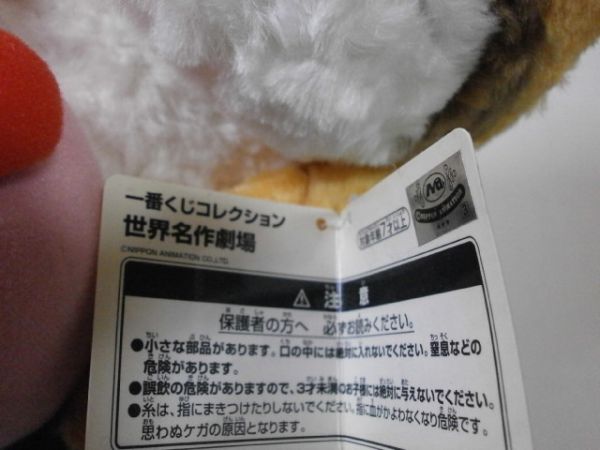 一番くじコレクション
世界名作劇場
©NIPPON ANIMATION CO.,LTD.
対象年齢7才以上
NIPPON ANIMATION
⚠注意
保護者の方へ 必ずお読みください。
●小さな部品があります。口の中には絶対に入れないでください。窒息などの
危険があります。
●誤飲の危険がありますので、3才未満のお子様には絶対に与えないでください。
●糸は、指にまきつけたりしないでください。指に血がかよわなくなり危険です。
思わぬケガの原因となります。